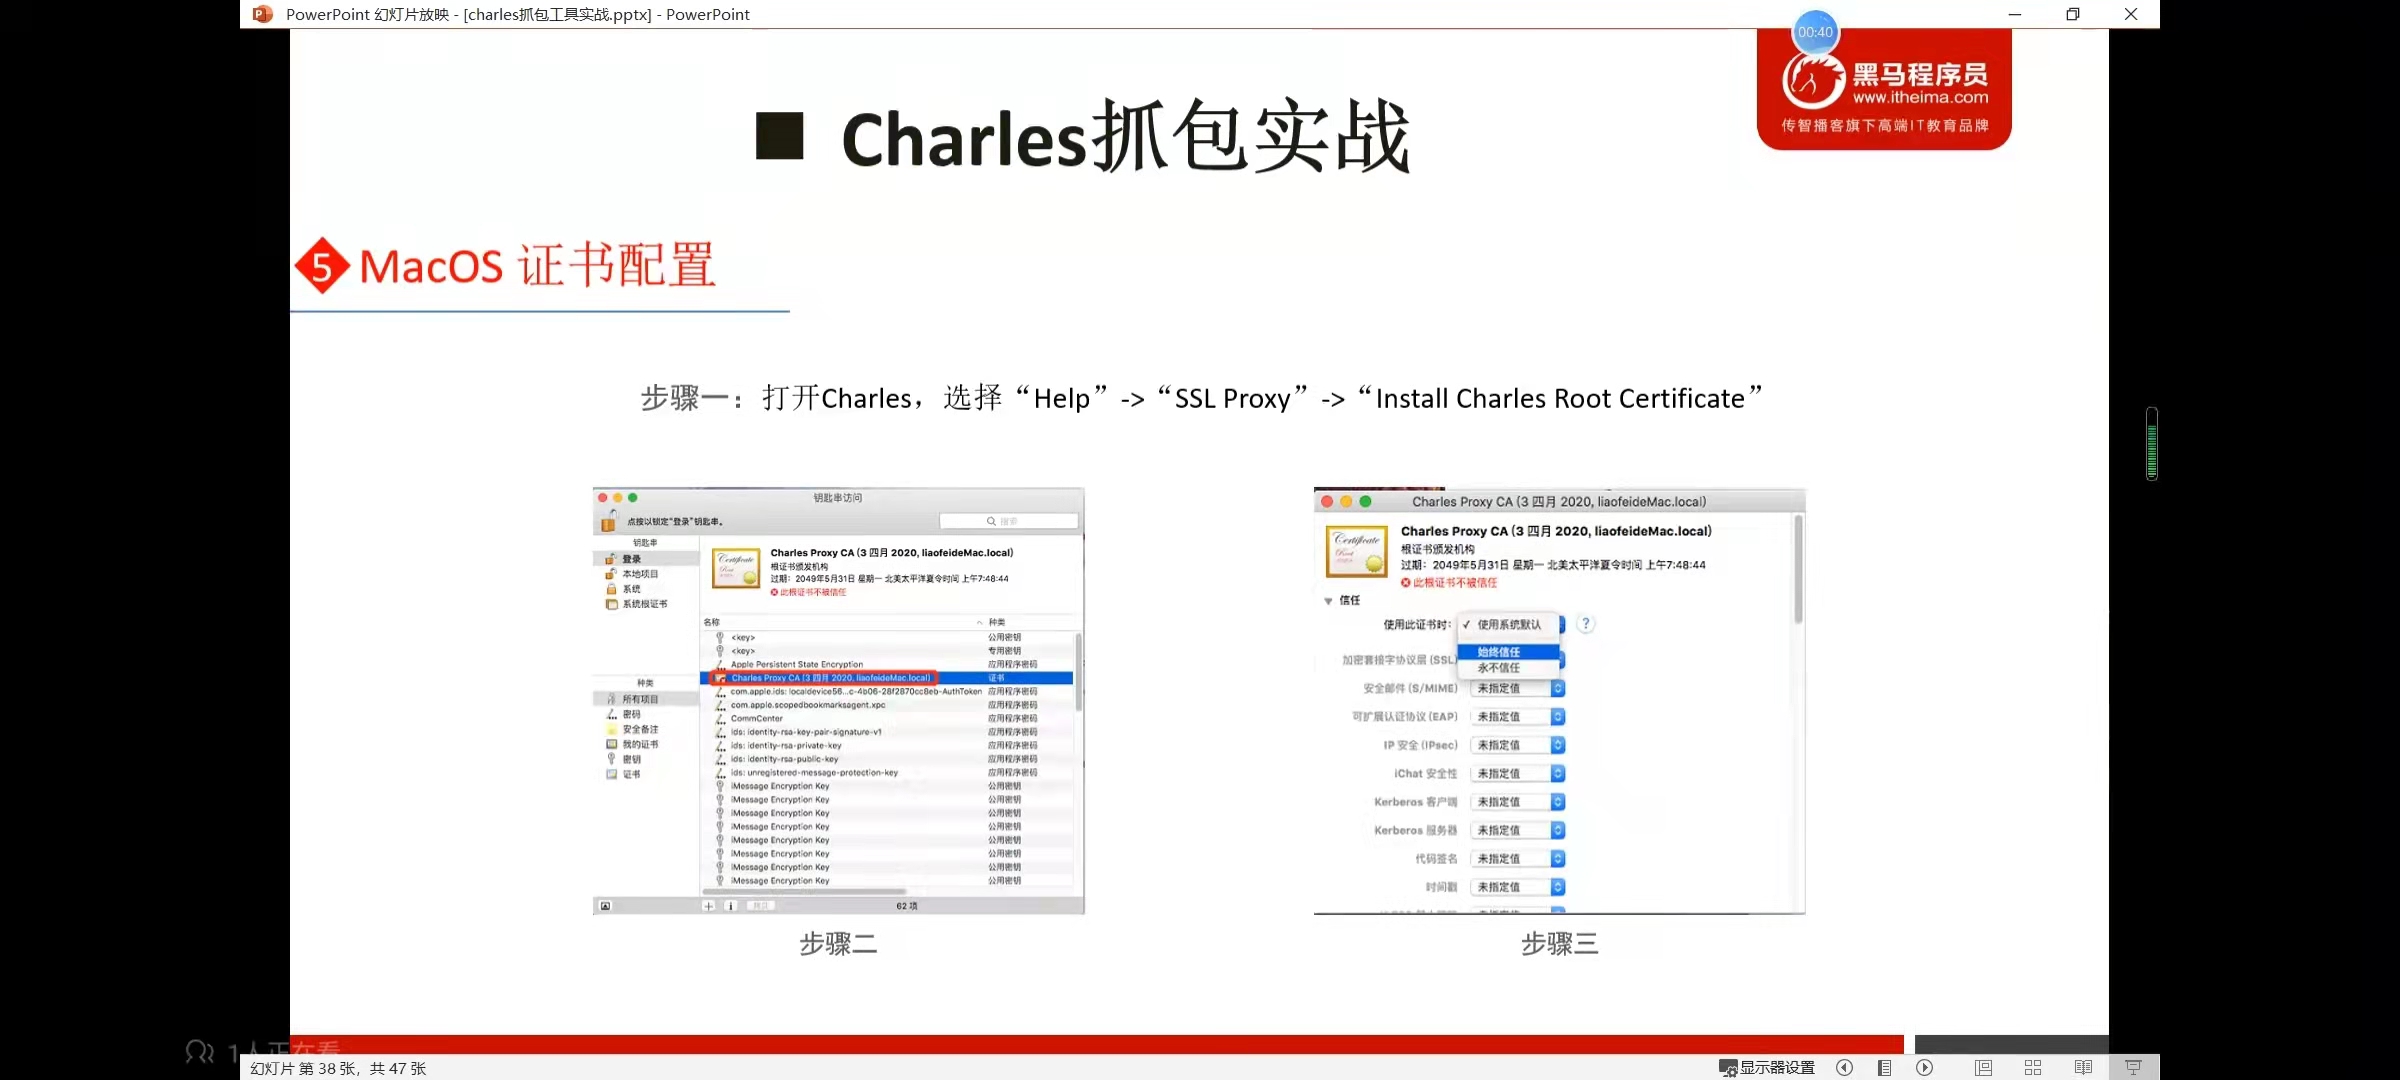 PowerPoint 幻灯片放映 - [charles抓包工具实战.pptx] - PowerPoint
00:40
黑马程序员
www.itheima.com
传智播客旗下高端IT教育品牌
Charles抓包实战
5 MacOS 证书配置
步骤一：打开Charles，选择“Help”->“SSL Proxy”->“Install Charles Root Certificate”
钥匙串访问
点按以锁定“登录”钥匙串。
搜索
钥匙串
登录
本地项目
系统
系统根证书
种类
所有项目
密码
安全备注
我的证书
密钥
证书
Certificate
Root
Charles Proxy CA (3 四月 2020, liaofeideMac.local)
根证书颁发机构
过期：2049年5月31日 星期一 北美太平洋夏令时间 上午7:48:44
此根证书不被信任
名称 种类
<key> 公用密钥
<key> 专用密钥
Apple Persistent State Encryption 应用程序密码
Charles Proxy CA (3 四月 2020, liaofeideMac.local) 证书
com.apple.ids: localdevice56...c-4b06-28f2870cc8eb-AuthToken 应用程序密码
com.apple.scopedbookmarksagent.xpc 应用程序密码
CommCenter 应用程序密码
ids: identity-rsa-key-pair-signature-v1 应用程序密码
ids: identity-rsa-private-key 应用程序密码
ids: identity-rsa-public-key 应用程序密码
ids: unregistered-message-protection-key 应用程序密码
iMessage Encryption Key 公用密钥
iMessage Encryption Key 公用密钥
iMessage Encryption Key 公用密钥
iMessage Encryption Key 公用密钥
iMessage Encryption Key 公用密钥
iMessage Encryption Key 公用密钥
iMessage Encryption Key 公用密钥
iMessage Encryption Key 公用密钥
62 项
步骤二
Charles Proxy CA (3 四月 2020, liaofeideMac.local)
Certificate
Root
Charles Proxy CA (3 四月 2020, liaofeideMac.local)
根证书颁发机构
过期：2049年5月31日 星期一 北美太平洋夏令时间 上午7:48:44
此根证书不被信任
信任
使用此证书时： ✓ 使用系统默认 ?
始终信任
永不信任
加密套接字协议层 (SSL)
安全邮件 (S/MIME) 未指定值
可扩展认证协议 (EAP) 未指定值
IP 安全 (IPsec) 未指定值
iChat 安全性 未指定值
Kerberos 客户端 未指定值
Kerberos 服务器 未指定值
代码签名 未指定值
时间戳 未指定值
步骤三
1人正在看
幻灯片 第 38 张，共 47 张
显示器设置